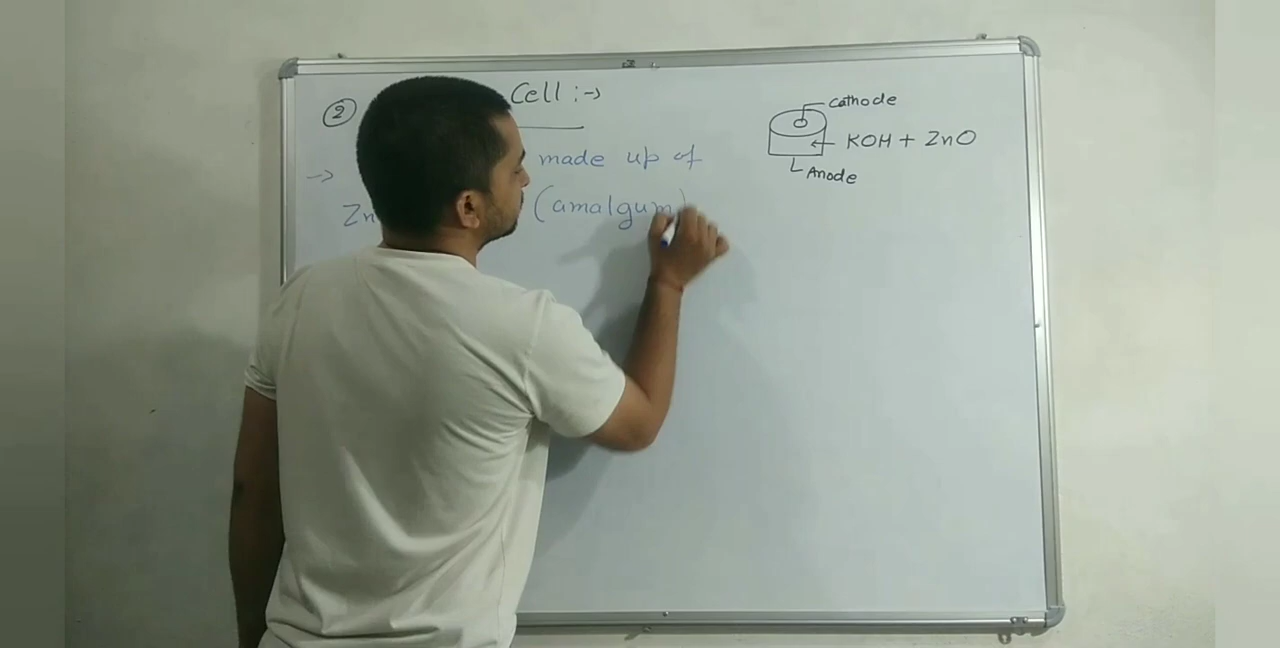 ② Cell :->
-> made up of
Zn (amalgum)
Cathode
KOH + ZnO
Anode